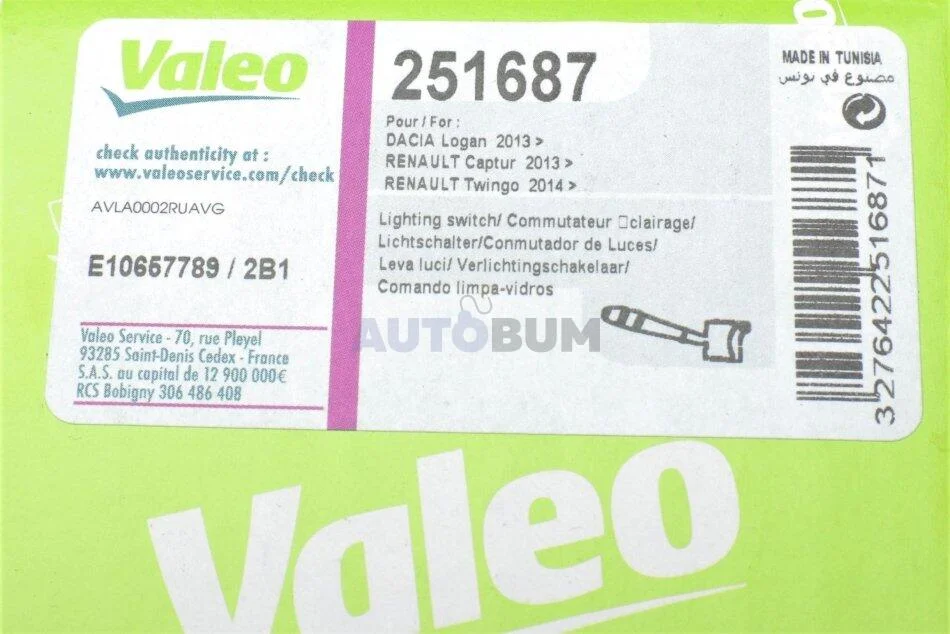 Valeo
check authenticity at :
www.valeoservice.com/check
AVLA0002RUAVG
E10657789 / 2B1
Valeo Service - 70, rue Pleyel
93285 Saint-Denis Cedex - France
S.A.S. au capital de 12 900 000€
RCS Bobigny 306 486 408
251687
Pour / For :
DACIA Logan 2013 >
RENAULT Captur 2013 >
RENAULT Twingo 2014 >
Lighting switch/ Commutateur □clairage/
Lichtschalter/Conmutador de Luces/
Leva luci/ Verlichtingschakelaar/
Comando limpa-vidros
MADE IN TUNISIA
مصنوع في تونس
3276422516871
AUTOBUM
Valeo